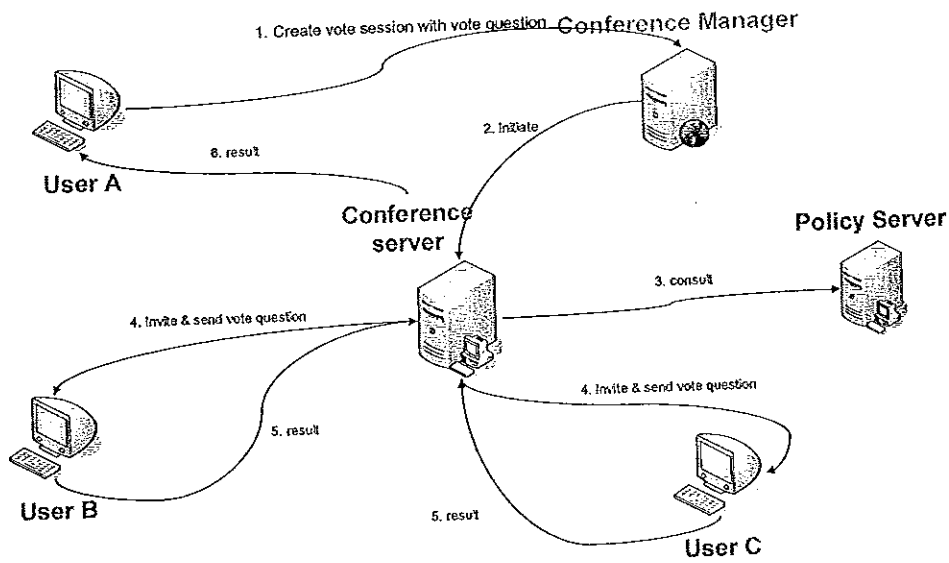 1. Create vote session with vote question
Conference Manager
2. Initiate
6. result
User A
Conference
server
Policy Server
3. consult
4. Invite & send vote question
4. Invite & send vote question
5. result
User B
5. result
User C